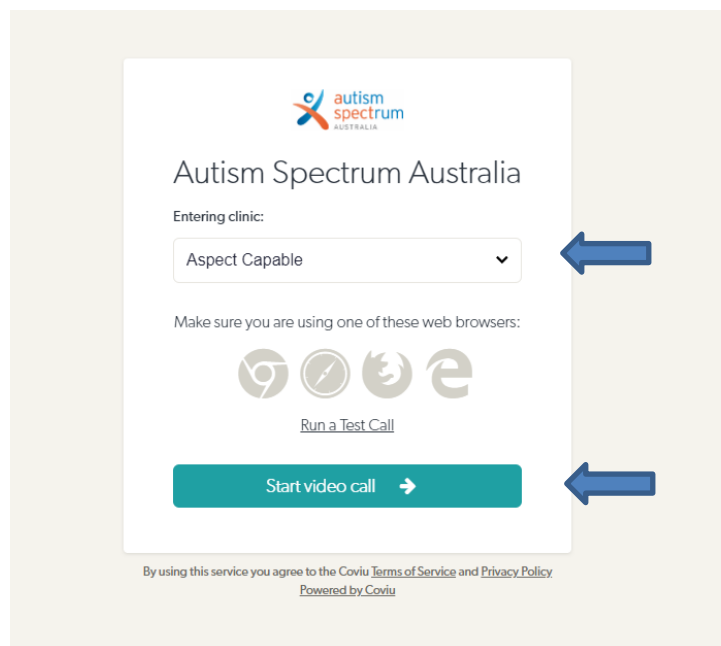 autism
spectrum
AUSTRALIA
Autism Spectrum Australia
Entering clinic:
Aspect Capable
Make sure you are using one of these web browsers:
Run a Test Call
Start video call
By using this service you agree to the Coviu Terms of Service and Privacy Policy
Powered by Coviu